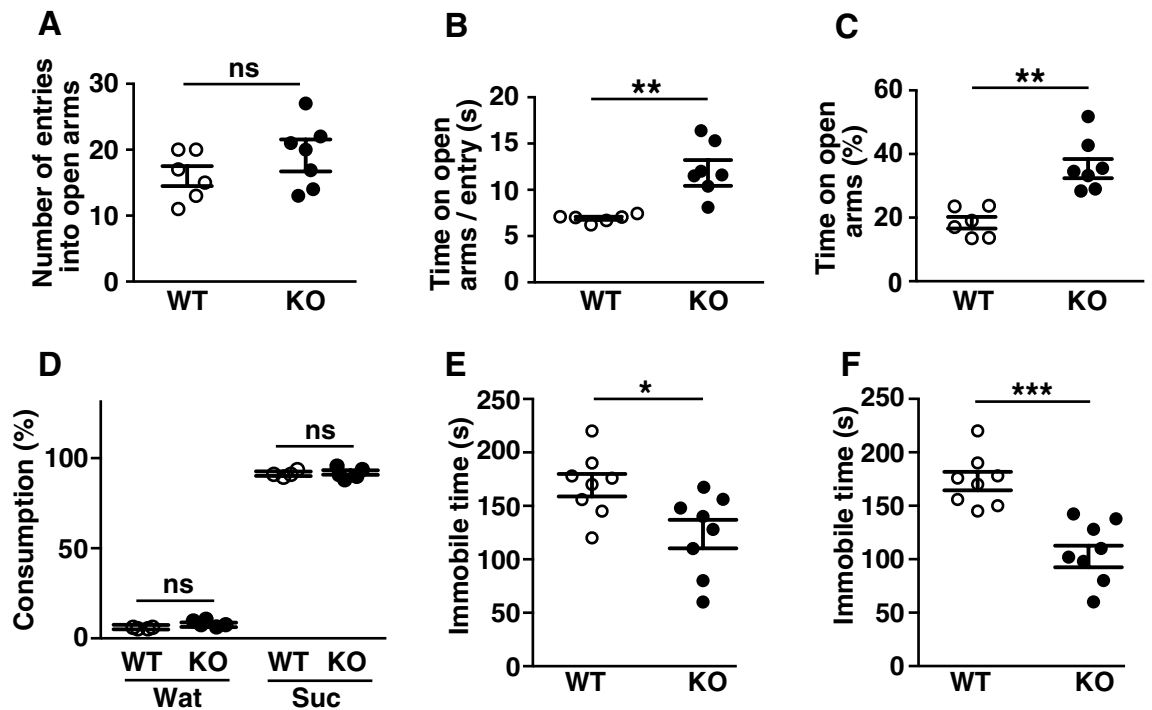 A
Number of entries
into open arms
30
20
10
0
ns
WT KO
B
Time on open
arms / entry (s)
20
15
10
5
0
**
WT KO
C
Time on open
arms (%)
60
40
20
0
**
WT KO
D
Consumption (%)
100
50
0
ns
ns
WT KO WT KO
Wat Suc
E
Immobile time (s)
250
200
150
100
50
0
*
WT KO
F
Immobile time (s)
250
200
150
100
50
0
***
WT KO